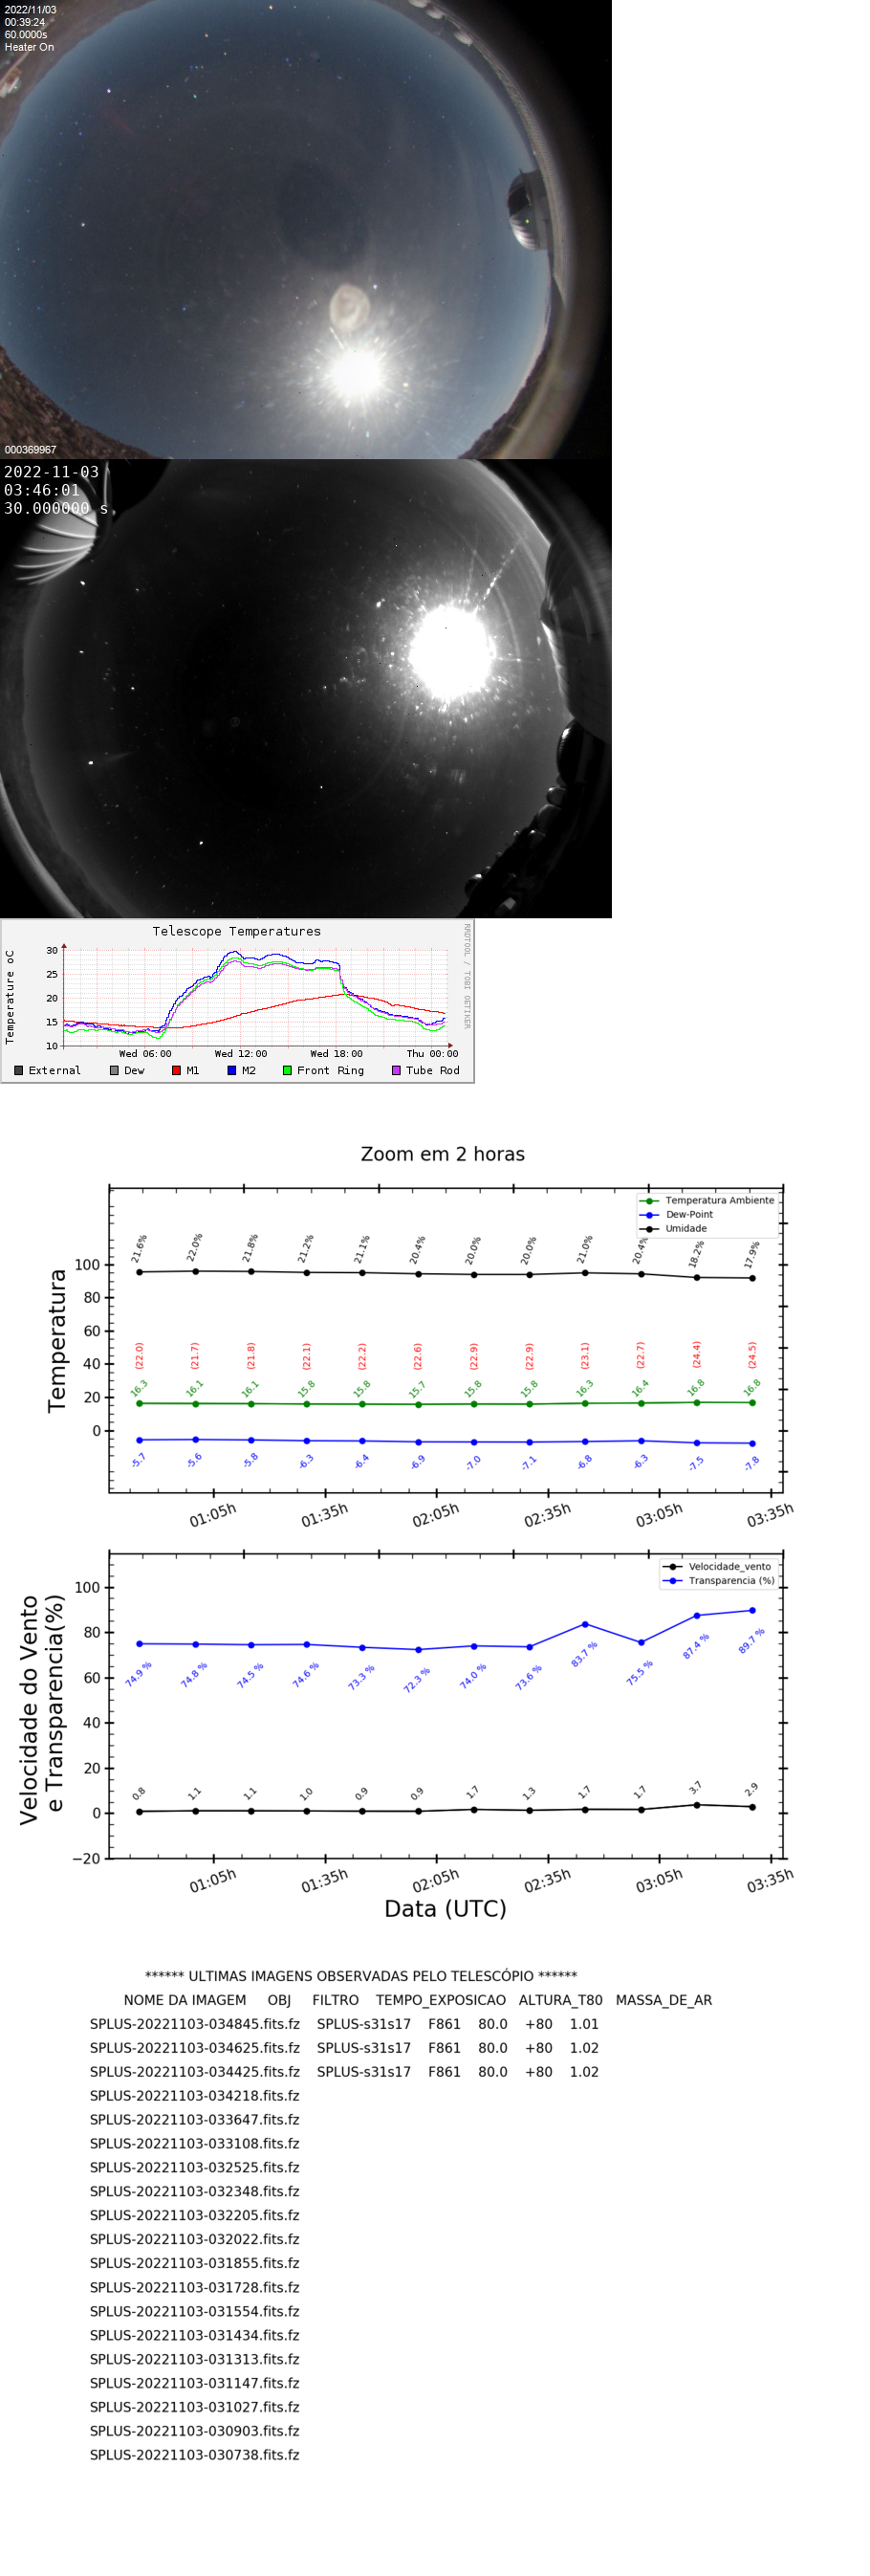 2022/11/03
00:39:24
60.0000s
Heater On
000369967
2022-11-03
03:46:01
30.000000 s
Telescope Temperatures
Temperature oC
RRDTOOL / TOBI OETIKER
30
25
20
15
10
Wed 06:00 Wed 12:00 Wed 18:00 Thu 00:00
External Dew M1 M2 Front Ring Tube Rod
Zoom em 2 horas
Temperatura
Temperatura Ambiente
Dew-Point
Umidade
100
80
60
40
20
0
21.6% 22.0% 21.8% 21.2% 21.1% 20.4% 20.0% 20.0% 21.0% 20.4% 18.2% 17.9%
(22.0) (21.7) (21.8) (22.1) (22.2) (22.6) (22.9) (22.9) (23.1) (22.7) (24.4) (24.5)
16.3 16.1 16.1 15.8 15.8 15.7 15.8 15.8 16.3 16.4 16.8 16.8
-5.7 -5.6 -5.8 -6.3 -6.4 -6.9 -7.0 -7.1 -6.8 -6.3 -7.5 -7.8
01:05h 01:35h 02:05h 02:35h 03:05h 03:35h
Velocidade do Vento
e Transparencia(%)
Velocidade_vento
Transparencia (%)
100
80
60
40
20
0
−20
74.9 % 74.8 % 74.5 % 74.6 % 73.3 % 72.3 % 74.0 % 73.6 % 83.7 % 75.5 % 87.4 % 89.7 %
0.8 1.1 1.1 1.0 0.9 0.9 1.7 1.3 1.7 1.7 3.7 2.9
01:05h 01:35h 02:05h 02:35h 03:05h 03:35h
Data (UTC)
****** ULTIMAS IMAGENS OBSERVADAS PELO TELESCÓPIO ******
NOME DA IMAGEM OBJ FILTRO TEMPO_EXPOSICAO ALTURA_T80 MASSA_DE_AR
SPLUS-20221103-034845.fits.fz SPLUS-s31s17 F861 80.0 +80 1.01
SPLUS-20221103-034625.fits.fz SPLUS-s31s17 F861 80.0 +80 1.02
SPLUS-20221103-034425.fits.fz SPLUS-s31s17 F861 80.0 +80 1.02
SPLUS-20221103-034218.fits.fz
SPLUS-20221103-033647.fits.fz
SPLUS-20221103-033108.fits.fz
SPLUS-20221103-032525.fits.fz
SPLUS-20221103-032348.fits.fz
SPLUS-20221103-032205.fits.fz
SPLUS-20221103-032022.fits.fz
SPLUS-20221103-031855.fits.fz
SPLUS-20221103-031728.fits.fz
SPLUS-20221103-031554.fits.fz
SPLUS-20221103-031434.fits.fz
SPLUS-20221103-031313.fits.fz
SPLUS-20221103-031147.fits.fz
SPLUS-20221103-031027.fits.fz
SPLUS-20221103-030903.fits.fz
SPLUS-20221103-030738.fits.fz